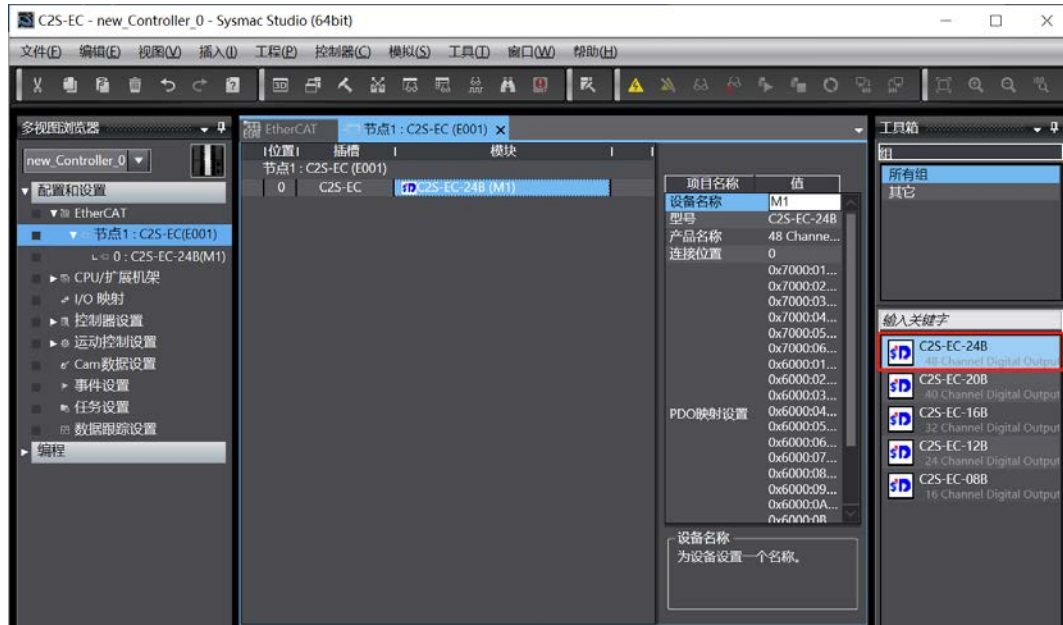 C2S-EC - new_Controller_0 - Sysmac Studio (64bit)
文件(F) 编辑(E) 视图(V) 插入(I) 工程(P) 控制器(C) 模拟(S) 工具(T) 窗口(W) 帮助(H)
多视图浏览器
new_Controller_0
配置和设置
EtherCAT
节点1 : C2S-EC(E001)
0 : C2S-EC-24B(M1)
CPU/扩展机架
I/O 映射
控制器设置
运动控制设置
Cam数据设置
事件设置
任务设置
数据跟踪设置
编程
EtherCAT
节点1 : C2S-EC (E001)
位置 插槽 模块
节点1 : C2S-EC (E001)
0 C2S-EC C2S-EC-24B (M1)
项目名称 值
设备名称 M1
型号 C2S-EC-24B
产品名称 48 Channe...
连接位置 0
PDO映射设置
0x7000:01...
0x7000:02...
0x7000:03...
0x7000:04...
0x7000:05...
0x7000:06...
0x6000:01...
0x6000:02...
0x6000:03...
0x6000:04...
0x6000:05...
0x6000:06...
0x6000:07...
0x6000:08...
0x6000:09...
0x6000:0A...
0x6000:0B
设备名称
为设备设置一个名称。
工具箱
组
所有组
其它
输入关键字
C2S-EC-24B
48 Channel Digital Output
C2S-EC-20B
40 Channel Digital Output
C2S-EC-16B
32 Channel Digital Output
C2S-EC-12B
24 Channel Digital Output
C2S-EC-08B
16 Channel Digital Output